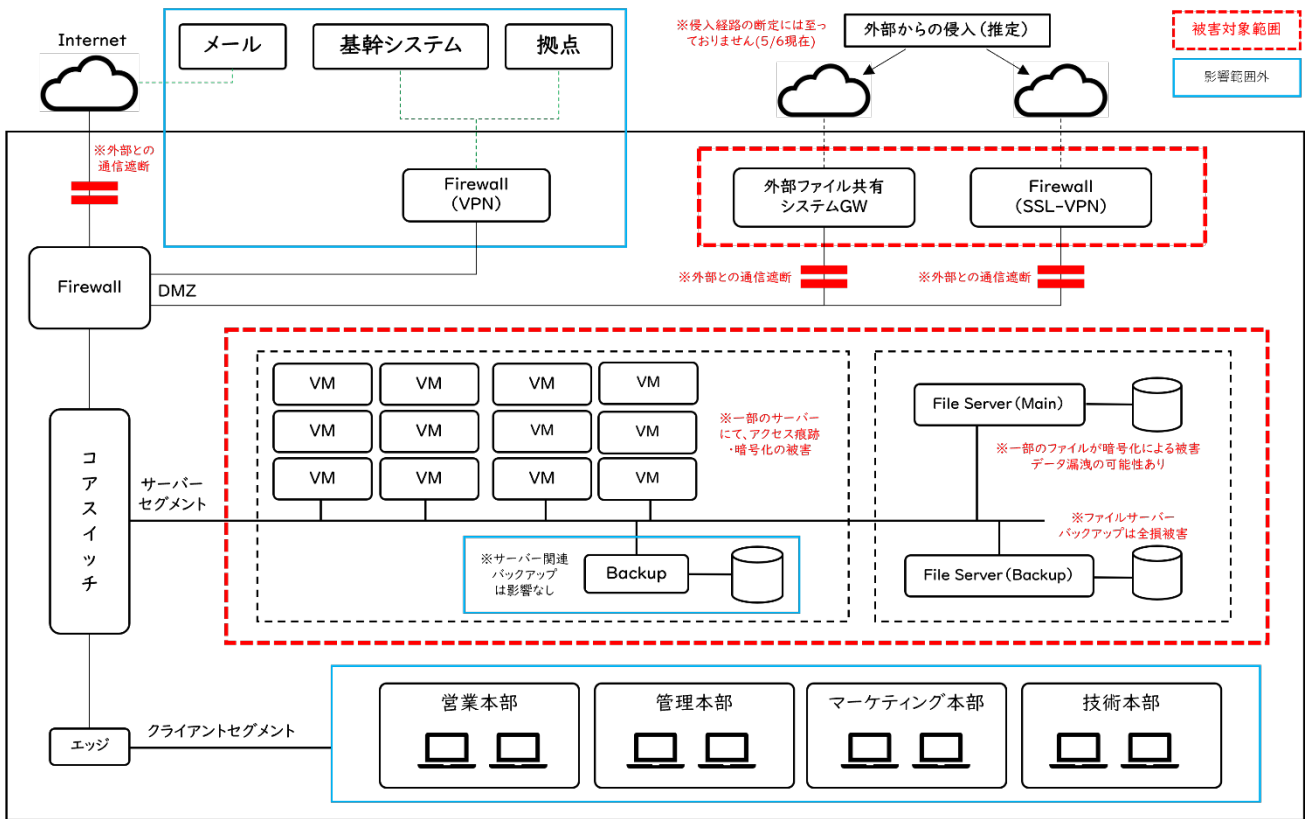 Internet
メール
基幹システム
拠点
※侵入経路の断定には至っ
ておりません(5/6現在)
外部からの侵入(推定)
被害対象範囲
影響範囲外
※外部との
通信遮断
Firewall
(VPN)
外部ファイル共有
システムGW
Firewall
(SSL-VPN)
※外部との通信遮断
※外部との通信遮断
Firewall
DMZ
VM
VM
VM
VM
VM
VM
VM
VM
VM
VM
VM
VM
※一部のサーバー
にて、アクセス痕跡
・暗号化の被害
File Server(Main)
※一部のファイルが暗号化による被害
データ漏洩の可能性あり
コアスイッチ
サーバー
セグメント
※ファイルサーバー
バックアップは全損被害
※サーバー関連
バックアップ
は影響なし
Backup
File Server(Backup)
エッジ
クライアントセグメント
営業本部
管理本部
マーケティング本部
技術本部